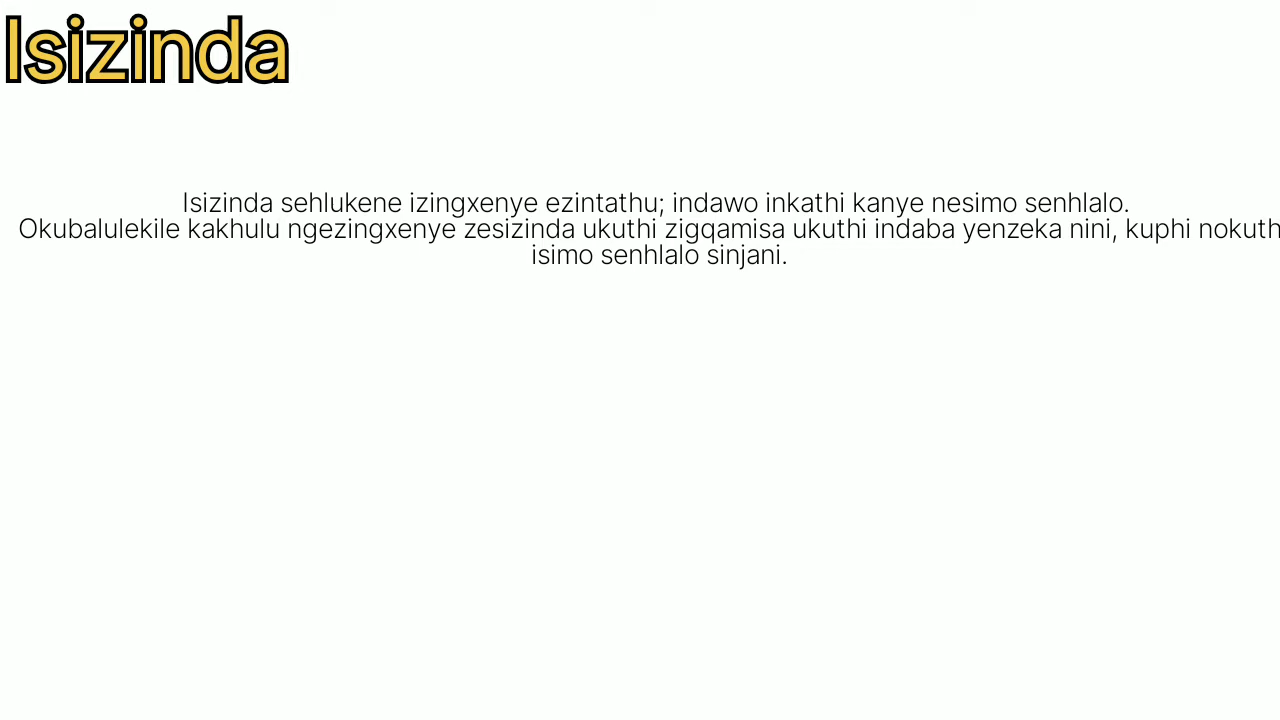 Isizinda
Isizinda sehlukene izingxenye ezintathu; indawo inkathi kanye nesimo senhlalo.
Okubalulekile kakhulu ngezingxenye zesizinda ukuthi zigqamisa ukuthi indaba yenzeka nini, kuphi nokuth
isimo senhlalo sinjani.